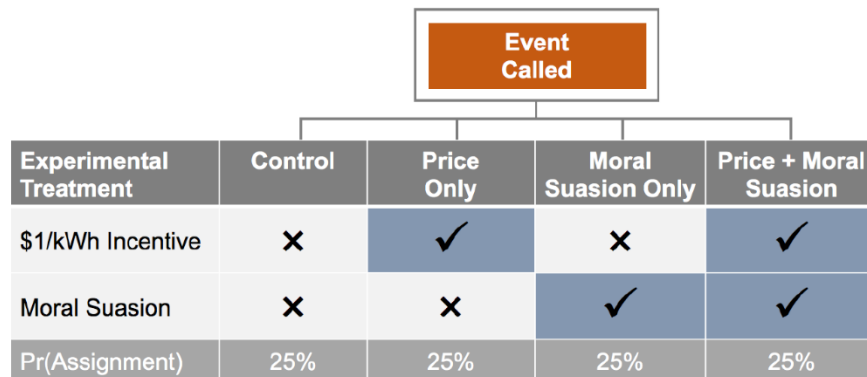 Event
Called
Experimental
Treatment
Control
Price
Only
Moral
Suasion Only
Price + Moral
Suasion
$1/kWh Incentive
Moral Suasion
Pr(Assignment) 25% 25% 25% 25%